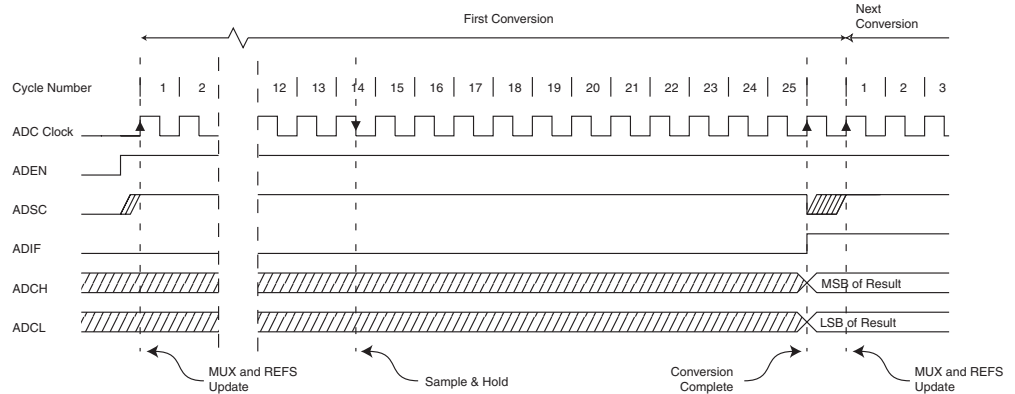 First Conversion
Next
Conversion
Cycle Number 1 2 12 13 14 15 16 17 18 19 20 21 22 23 24 25 1 2 3
ADC Clock
ADEN
ADSC
ADIF
ADCH MSB of Result
ADCL LSB of Result
MUX and REFS
Update
Sample & Hold
Conversion
Complete
MUX and REFS
Update